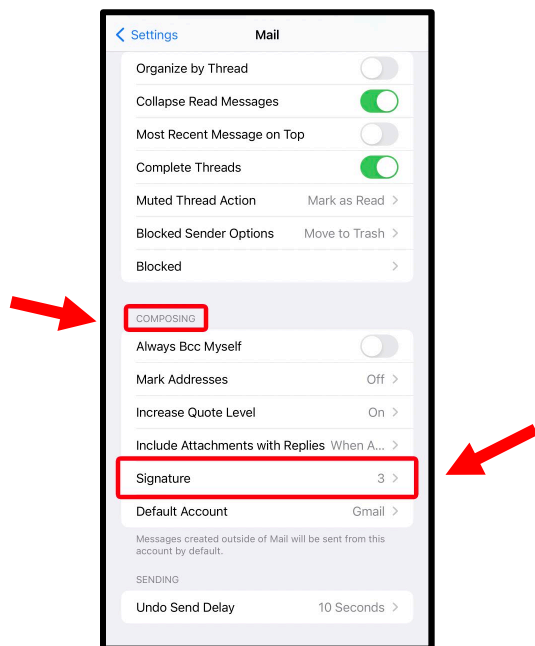 Settings Mail
Organize by Thread
Collapse Read Messages
Most Recent Message on Top
Complete Threads
Muted Thread Action Mark as Read
Blocked Sender Options Move to Trash
Blocked
COMPOSING
Always Bcc Myself
Mark Addresses Off
Increase Quote Level On
Include Attachments with Replies When A...
Signature 3
Default Account Gmail
Messages created outside of Mail will be sent from this
account by default.
SENDING
Undo Send Delay 10 Seconds